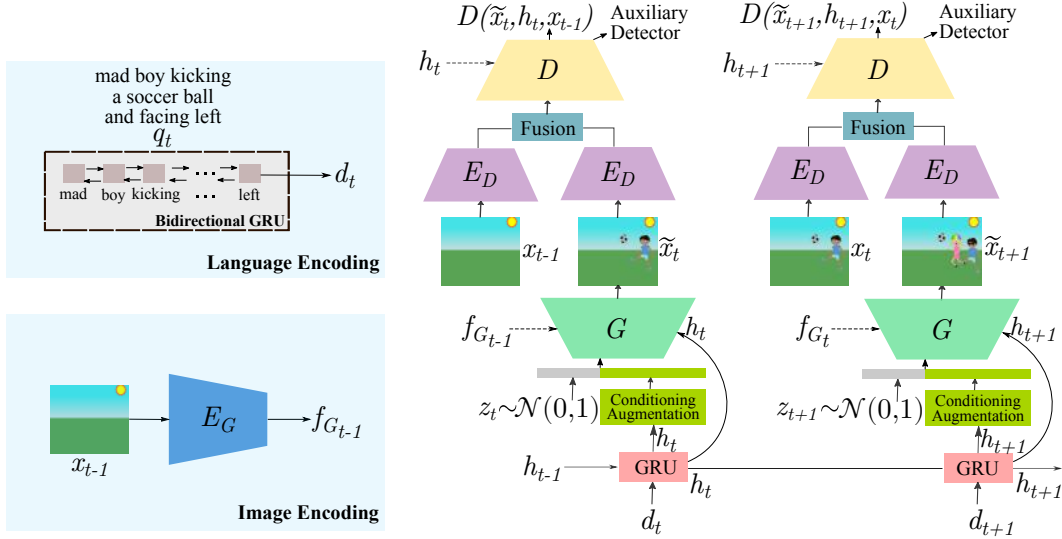 mad boy kicking
a soccer ball
and facing left
q_t
mad boy kicking ... left
...
d_t
Bidirectional GRU
Language Encoding
x_{t-1}
E_G
f_{G_{t-1}}
Image Encoding
D(x̃_t, h_t, x_{t-1})
Auxiliary
Detector
h_t
D
Fusion
E_D E_D
x_{t-1} x̃_t
f_{G_{t-1}}
G
h_t
z_t~𝒩(0,1)
Conditioning
Augmentation
h_t
h_{t-1}
GRU
h_t
d_t
D(x̃_{t+1}, h_{t+1}, x_t)
Auxiliary
Detector
h_{t+1}
D
Fusion
E_D E_D
x_t x̃_{t+1}
f_{G_t}
G
h_{t+1}
z_{t+1}~𝒩(0,1)
Conditioning
Augmentation
h_{t+1}
GRU
h_{t+1}
d_{t+1}